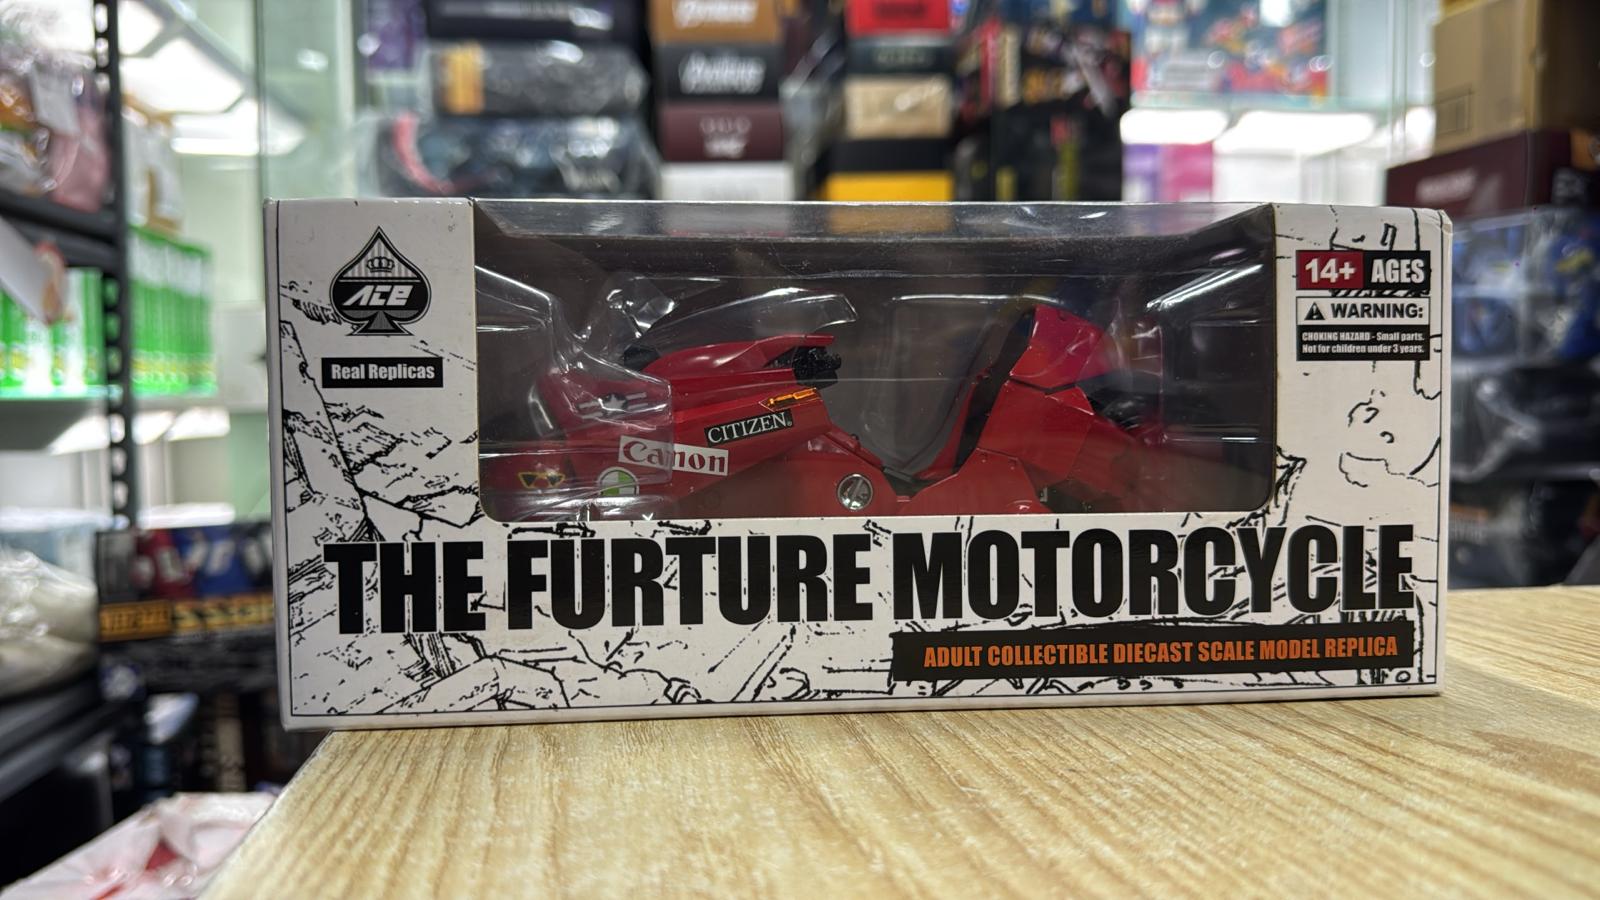 ACE
Real Replicas
14+ AGES
WARNING:
CHOKING HAZARD - Small parts.
Not for children under 3 years.
CITIZEN
Canon
THE FURTURE MOTORCYCLE
ADULT COLLECTIBLE DIECAST SCALE MODEL REPLICA